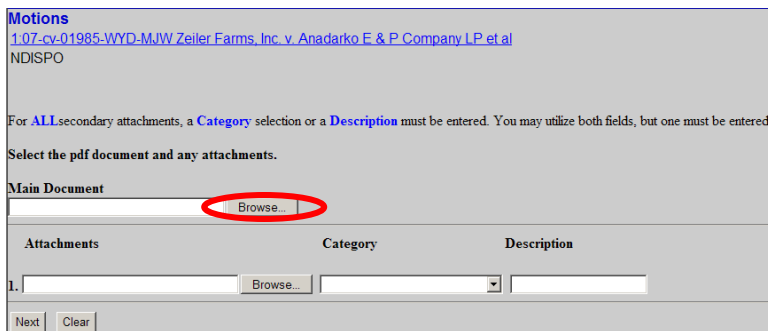 Motions
1:07-cv-01985-WYD-MJW Zeiler Farms, Inc. v. Anadarko E & P Company LP et al
NDISPO
For ALLsecondary attachments, a Category selection or a Description must be entered. You may utilize both fields, but one must be entered
Select the pdf document and any attachments.
Main Document
Browse...
Attachments Category Description
1. Browse...
Next Clear